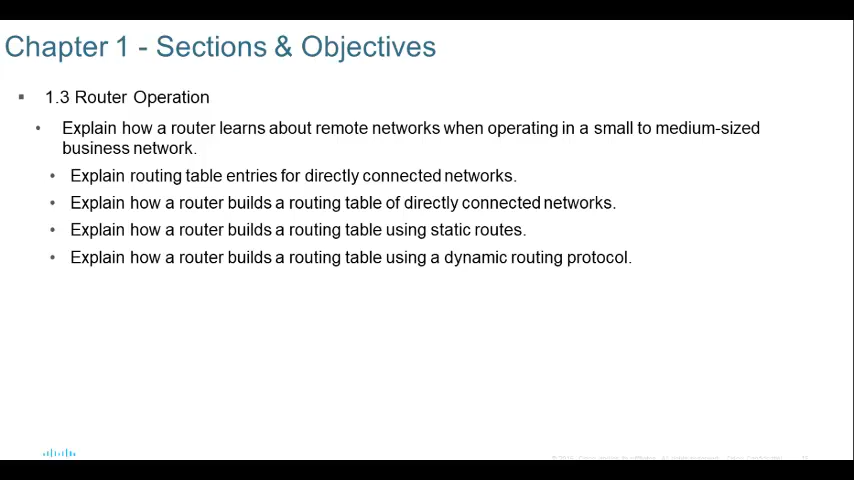 Chapter 1 - Sections & Objectives
▪ 1.3 Router Operation
• Explain how a router learns about remote networks when operating in a small to medium-sized
business network.
• Explain routing table entries for directly connected networks.
• Explain how a router builds a routing table of directly connected networks.
• Explain how a router builds a routing table using static routes.
• Explain how a router builds a routing table using a dynamic routing protocol.